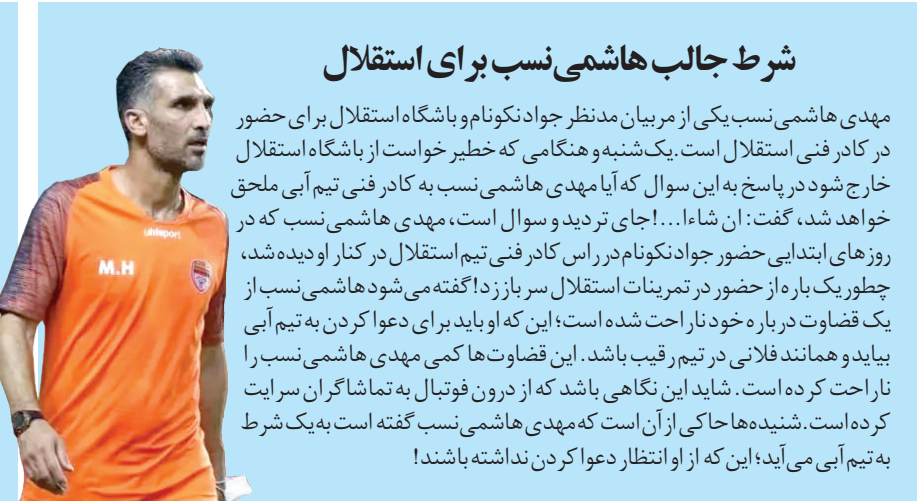 شرط جالب هاشمی‌نسب برای استقلال
مهدی هاشمی‌نسب یکی از مربیان مدنظر جواد نکونام و باشگاه استقلال برای حضور
در کادر فنی استقلال است. یک‌شنبه و هنگامی که خطیر خواست از باشگاه استقلال
خارج شود در پاسخ به این سوال که آیا مهدی هاشمی‌نسب به کادر فنی تیم آبی ملحق
خواهد شد، گفت: ان شاءا...! جای تردید و سوال است، مهدی هاشمی‌نسب که در
روزهای ابتدایی حضور جواد نکونام در راس کادر فنی تیم استقلال در کنار او دیده شد،
چطور یک باره از حضور در تمرینات استقلال سر باز زد! گفته می‌شود هاشمی‌نسب از
یک قضاوت درباره خود ناراحت شده است؛ این که او باید برای دعوا کردن به تیم آبی
بیاید و همانند فلانی در تیم رقیب باشد. این قضاوت‌ها کمی مهدی هاشمی‌نسب را
ناراحت کرده است. شاید این نگاهی باشد که از درون فوتبال به تماشاگران سرایت
کرده است. شنیده‌ها حاکی از آن است که مهدی هاشمی‌نسب گفته است به یک شرط
به تیم آبی می‌آید؛ این که از او انتظار دعوا کردن نداشته باشند!
uhlsport
M.H